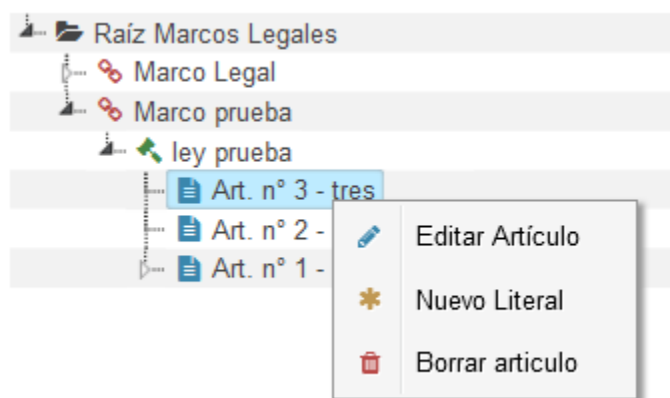 Raíz Marcos Legales
Marco Legal
Marco prueba
ley prueba
Art. n° 3 - tres
Art. n° 2 -
Art. n° 1 -
Editar Artículo
Nuevo Literal
Borrar articulo